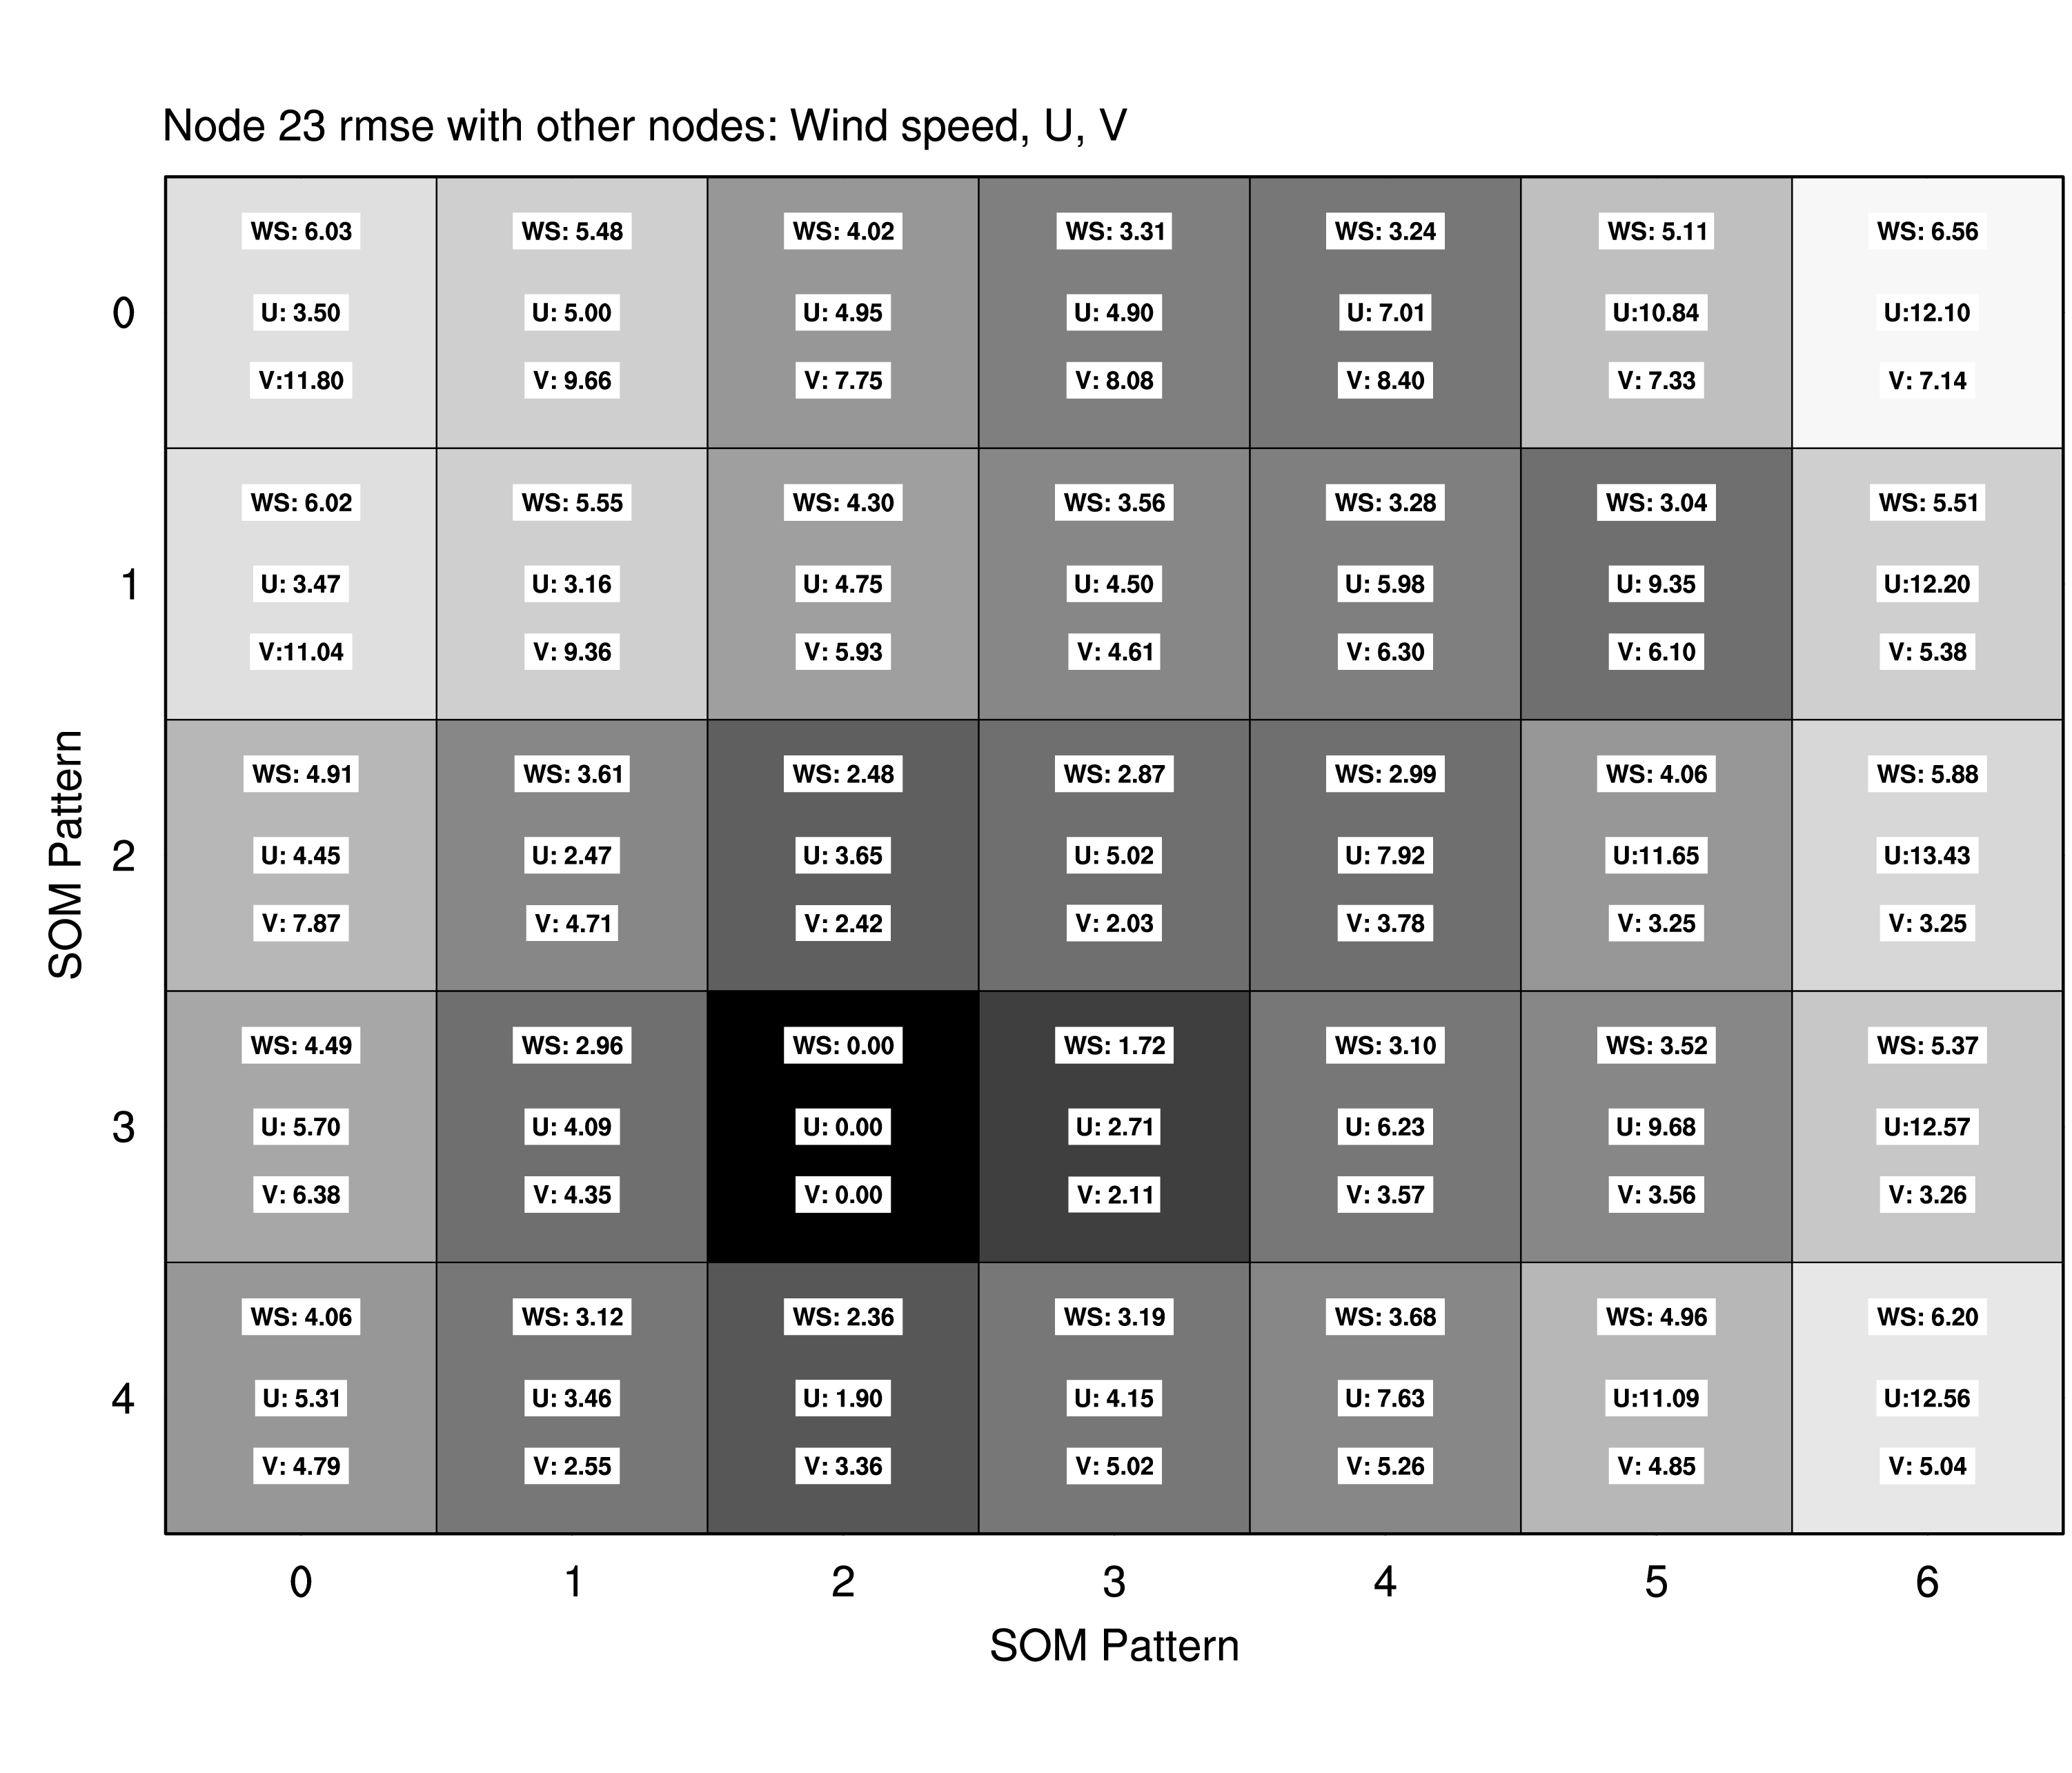 Node 23 rmse with other nodes: Wind speed, U, V
WS: 6.03 WS: 5.48 WS: 4.02 WS: 3.31 WS: 3.24 WS: 5.11 WS: 6.56
0 U: 3.50 U: 5.00 U: 4.95 U: 4.90 U: 7.01 U:10.84 U:12.10
V:11.80 V: 9.66 V: 7.75 V: 8.08 V: 8.40 V: 7.33 V: 7.14
WS: 6.02 WS: 5.55 WS: 4.30 WS: 3.56 WS: 3.28 WS: 3.04 WS: 5.51
1 U: 3.47 U: 3.16 U: 4.75 U: 4.50 U: 5.98 U: 9.35 U:12.20
V:11.04 V: 9.36 V: 5.93 V: 4.61 V: 6.30 V: 6.10 V: 5.38
SOM Pattern
WS: 4.91 WS: 3.61 WS: 2.48 WS: 2.87 WS: 2.99 WS: 4.06 WS: 5.88
2 U: 4.45 U: 2.47 U: 3.65 U: 5.02 U: 7.92 U:11.65 U:13.43
V: 7.87 V: 4.71 V: 2.42 V: 2.03 V: 3.78 V: 3.25 V: 3.25
WS: 4.49 WS: 2.96 WS: 0.00 WS: 1.72 WS: 3.10 WS: 3.52 WS: 5.37
3 U: 5.70 U: 4.09 U: 0.00 U: 2.71 U: 6.23 U: 9.68 U:12.57
V: 6.38 V: 4.35 V: 0.00 V: 2.11 V: 3.57 V: 3.56 V: 3.26
WS: 4.06 WS: 3.12 WS: 2.36 WS: 3.19 WS: 3.68 WS: 4.96 WS: 6.20
4 U: 5.31 U: 3.46 U: 1.90 U: 4.15 U: 7.63 U:11.09 U:12.56
V: 4.79 V: 2.55 V: 3.36 V: 5.02 V: 5.26 V: 4.85 V: 5.04
0 1 2 3 4 5 6
SOM Pattern